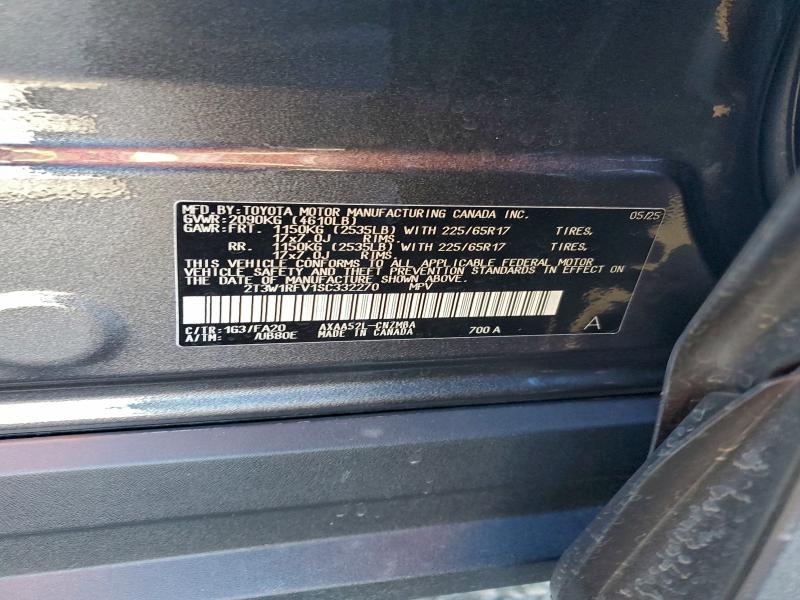 MFD.BY:TOYOTA MOTOR MANUFACTURING CANADA INC. 05/25
GVWR:2090KG (4610LB)
GAWR:FRT. 1150KG (2535LB) WITH 225/65R17 TIRES,
17x7.0J RIMS
RR. 1150KG (2535LB) WITH 225/65R17 TIRES,
17x7.0J RIMS
THIS VEHICLE CONFORMS TO ALL APPLICABLE FEDERAL MOTOR
VEHICLE SAFETY AND THEFT PREVENTION STANDARDS IN EFFECT ON
THE DATE OF MANUFACTURE SHOWN ABOVE.
2T3W1RFV1SC332270 MPV
C/TR:1G3/FA20 AXAA52L-CNZMBA 700A A
A/TM: /UB80E MADE IN CANADA